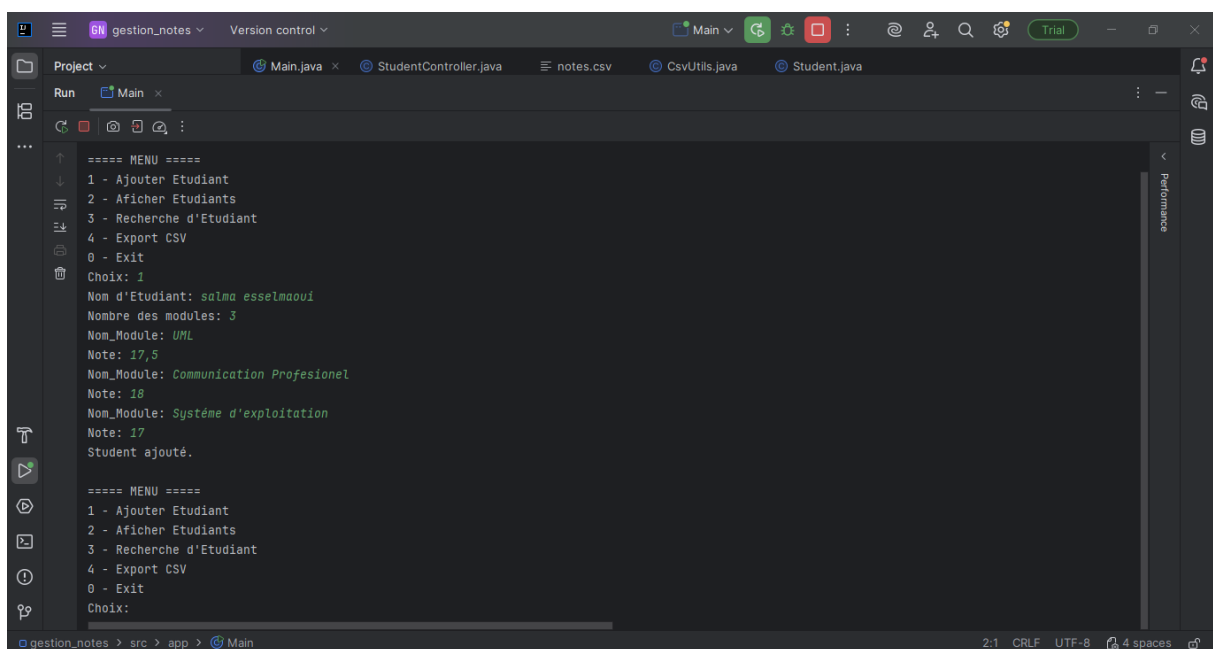 GN gestion_notes Version control Main Trial
Project Main.java StudentController.java notes.csv CsvUtils.java Student.java
Run Main
===== MENU =====
1 - Ajouter Etudiant
2 - Aficher Etudiants
3 - Recherche d'Etudiant
4 - Export CSV
0 - Exit
Choix: 1
Nom d'Etudiant: salma esselmaoui
Nombre des modules: 3
Nom_Module: UML
Note: 17,5
Nom_Module: Communication Profesionel
Note: 18
Nom_Module: Systéme d'exploitation
Note: 17
Student ajouté.
===== MENU =====
1 - Ajouter Etudiant
2 - Aficher Etudiants
3 - Recherche d'Etudiant
4 - Export CSV
0 - Exit
Choix:
Performance
gestion_notes > src > app > Main 2:1 CRLF UTF-8 4 spaces